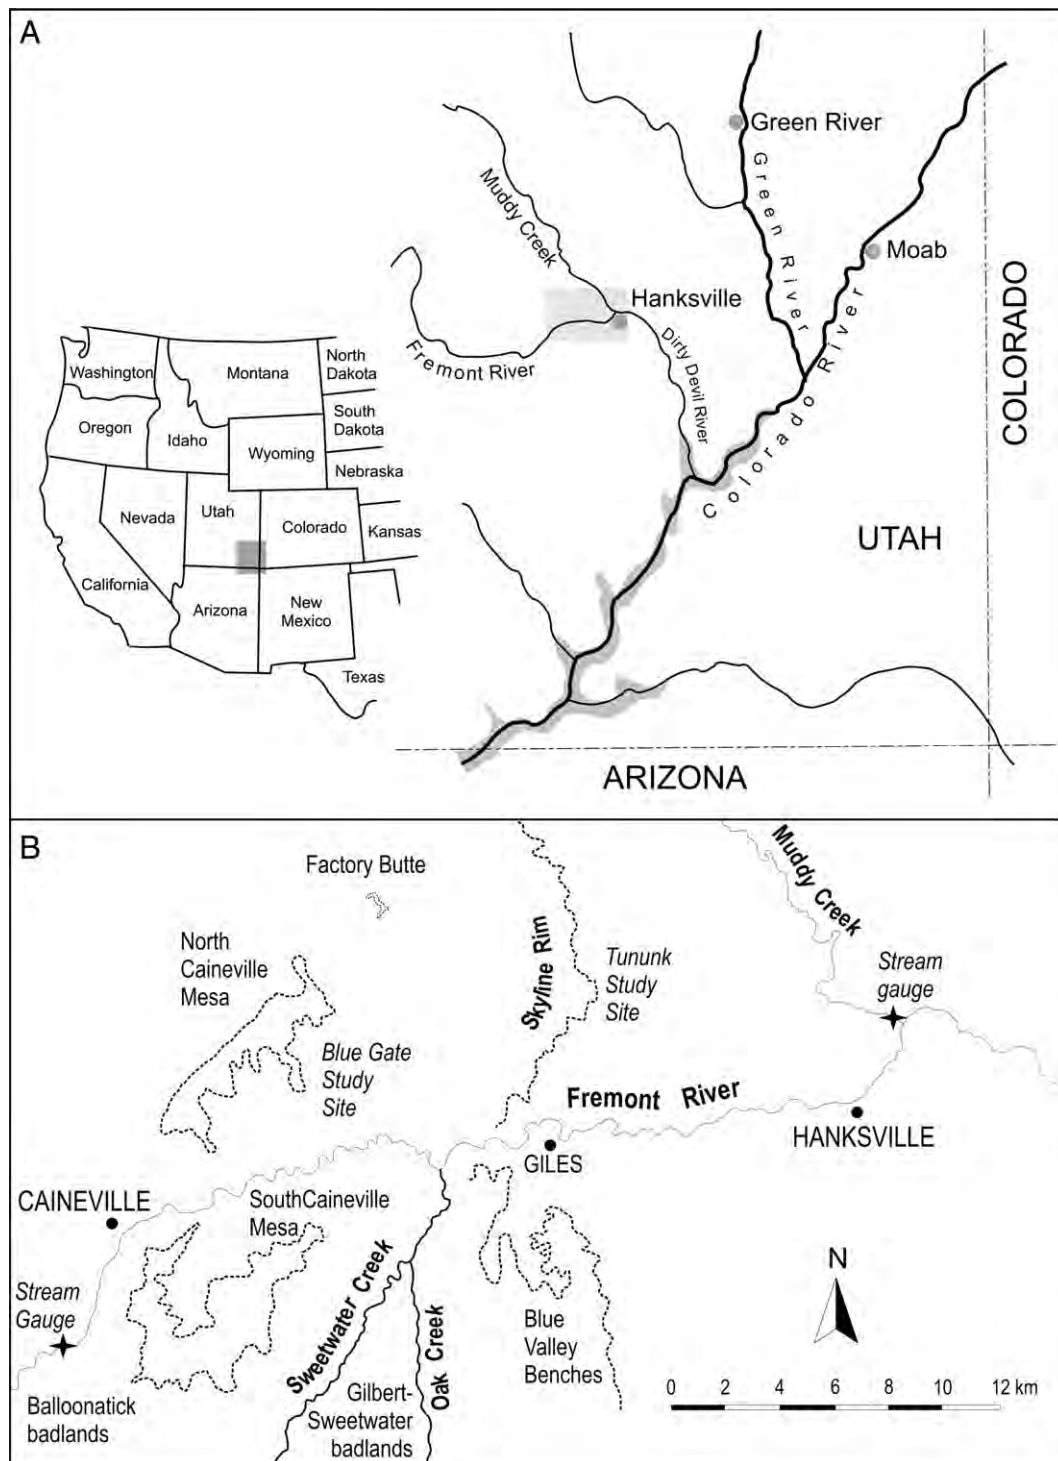 A
Green River
Green River
Muddy Creek
Moab
Hanksville
Fremont River
Dirty Devil River
Colorado River
COLORADO
UTAH
ARIZONA
Washington
Montana
North
Dakota
Oregon
Idaho
South
Dakota
Wyoming
Nebraska
Nevada
Utah
Colorado
Kansas
California
Arizona
New
Mexico
Texas
B
Factory Butte
Muddy Creek
North
Caineville
Mesa
Skyline Rim
Tununk
Study
Site
Stream
gauge
Blue Gate
Study
Site
Fremont River
HANKSVILLE
GILES
CAINEVILLE
SouthCaineville
Mesa
Stream
Gauge
Sweetwater Creek
Oak Creek
Blue
Valley
Benches
N
Balloonatick
badlands
Gilbert-
Sweetwater
badlands
0 2 4 6 8 10 12 km